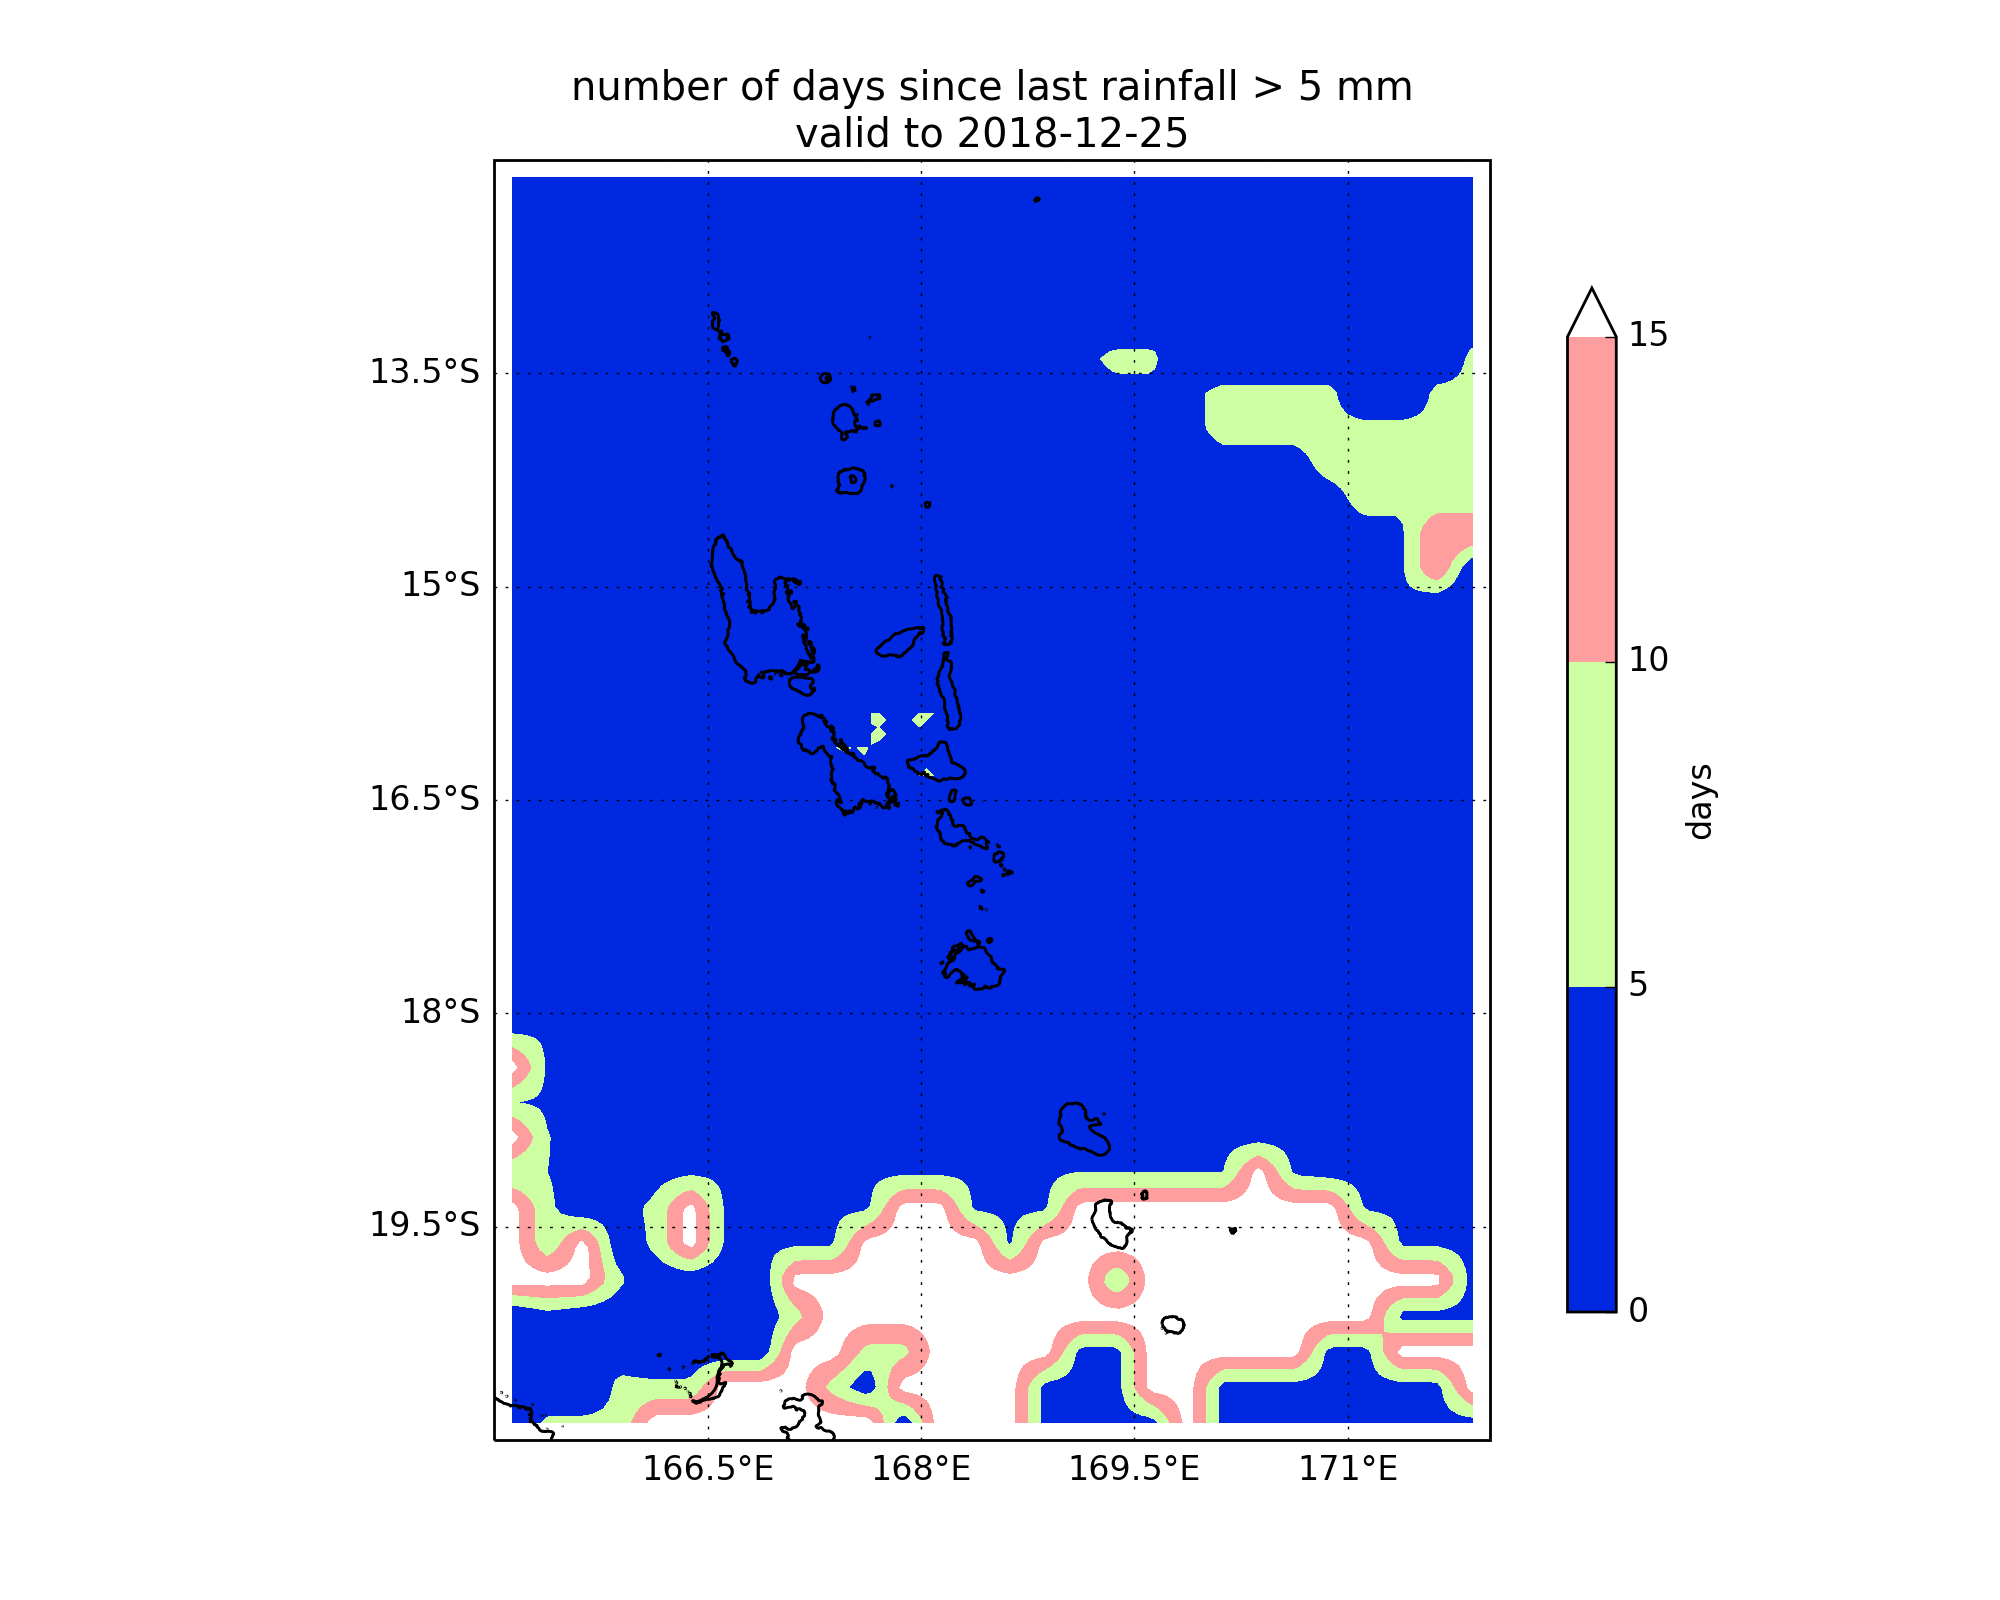 number of days since last rainfall > 5 mm
valid to 2018-12-25
13.5°S
15°S
16.5°S
18°S
19.5°S
166.5°E
168°E
169.5°E
171°E
15
10
5
0
days